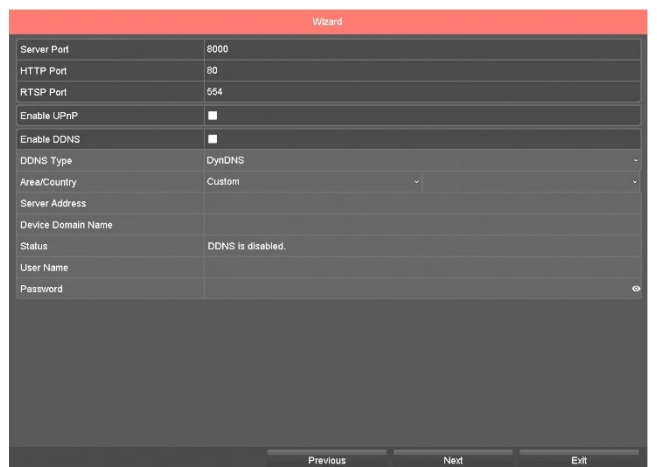 Wizard
Server Port 8000
HTTP Port 80
RTSP Port 554
Enable UPnP
Enable DDNS
DDNS Type DynDNS
Area/Country Custom
Server Address
Device Domain Name
Status DDNS is disabled.
User Name
Password
Previous Next Exit